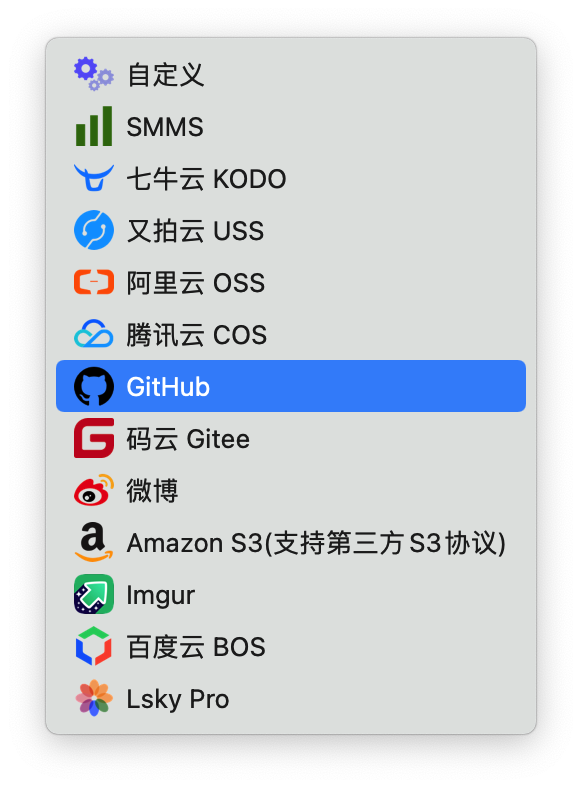 自定义
SMMS
七牛云 KODO
又拍云 USS
阿里云 OSS
腾讯云 COS
GitHub
码云 Gitee
微博
Amazon S3(支持第三方S3协议)
Imgur
百度云 BOS
Lsky Pro